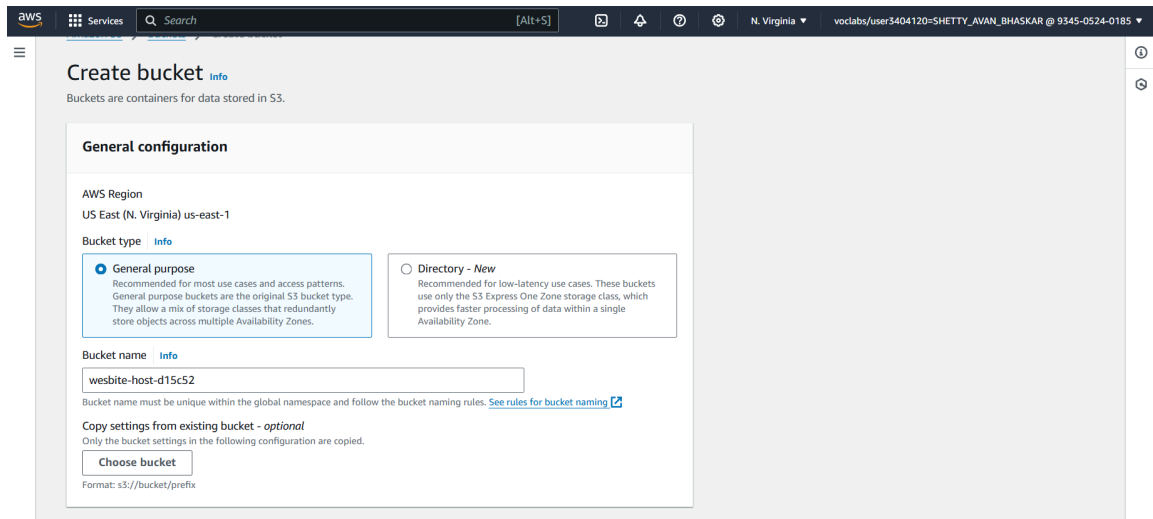 aws
Services
Search
[Alt+S]
N. Virginia ▼
voclabs/user3404120=SHETTY_AVAN_BHASKAR @ 9345-0524-0185 ▼
Amazon S3 > Buckets > Create bucket
Create bucket Info
Buckets are containers for data stored in S3.
General configuration
AWS Region
US East (N. Virginia) us-east-1
Bucket type Info
General purpose
Recommended for most use cases and access patterns.
General purpose buckets are the original S3 bucket type.
They allow a mix of storage classes that redundantly
store objects across multiple Availability Zones.
Directory - New
Recommended for low-latency use cases. These buckets
use only the S3 Express One Zone storage class, which
provides faster processing of data within a single
Availability Zone.
Bucket name Info
wesbite-host-d15c52
Bucket name must be unique within the global namespace and follow the bucket naming rules. See rules for bucket naming
Copy settings from existing bucket - optional
Only the bucket settings in the following configuration are copied.
Choose bucket
Format: s3://bucket/prefix